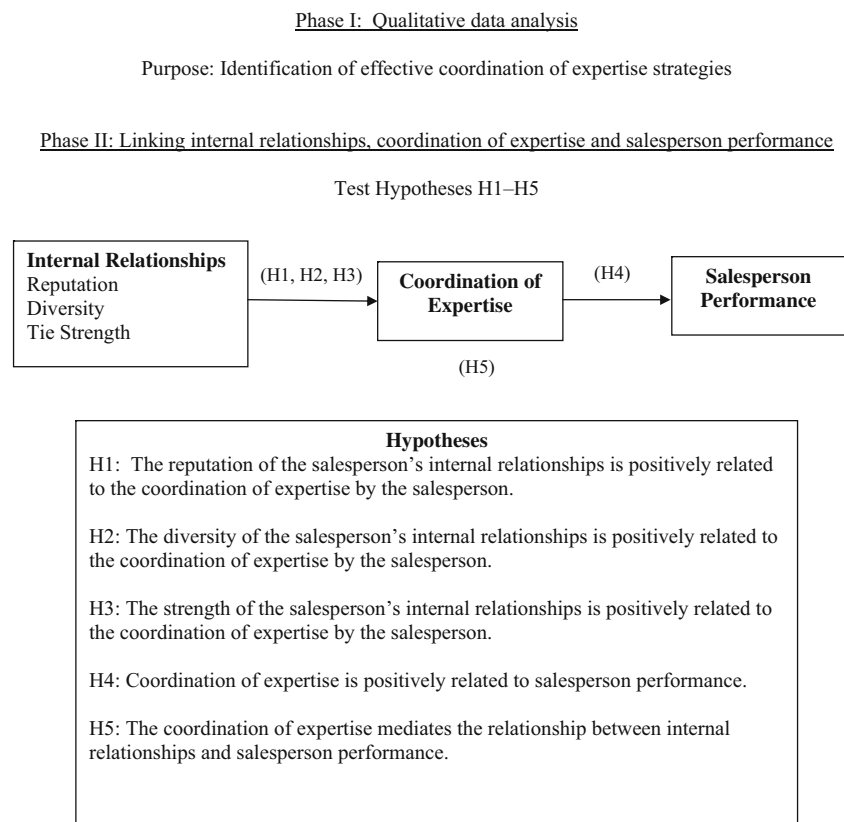 Phase I: Qualitative data analysis
Purpose: Identification of effective coordination of expertise strategies
Phase II: Linking internal relationships, coordination of expertise and salesperson performance
Test Hypotheses H1–H5
Internal Relationships
Reputation
Diversity
Tie Strength
(H1, H2, H3)
Coordination of
Expertise
(H4)
Salesperson
Performance
(H5)
Hypotheses
H1: The reputation of the salesperson's internal relationships is positively related
to the coordination of expertise by the salesperson.
H2: The diversity of the salesperson's internal relationships is positively related to
the coordination of expertise by the salesperson.
H3: The strength of the salesperson's internal relationships is positively related to
the coordination of expertise by the salesperson.
H4: Coordination of expertise is positively related to salesperson performance.
H5: The coordination of expertise mediates the relationship between internal
relationships and salesperson performance.